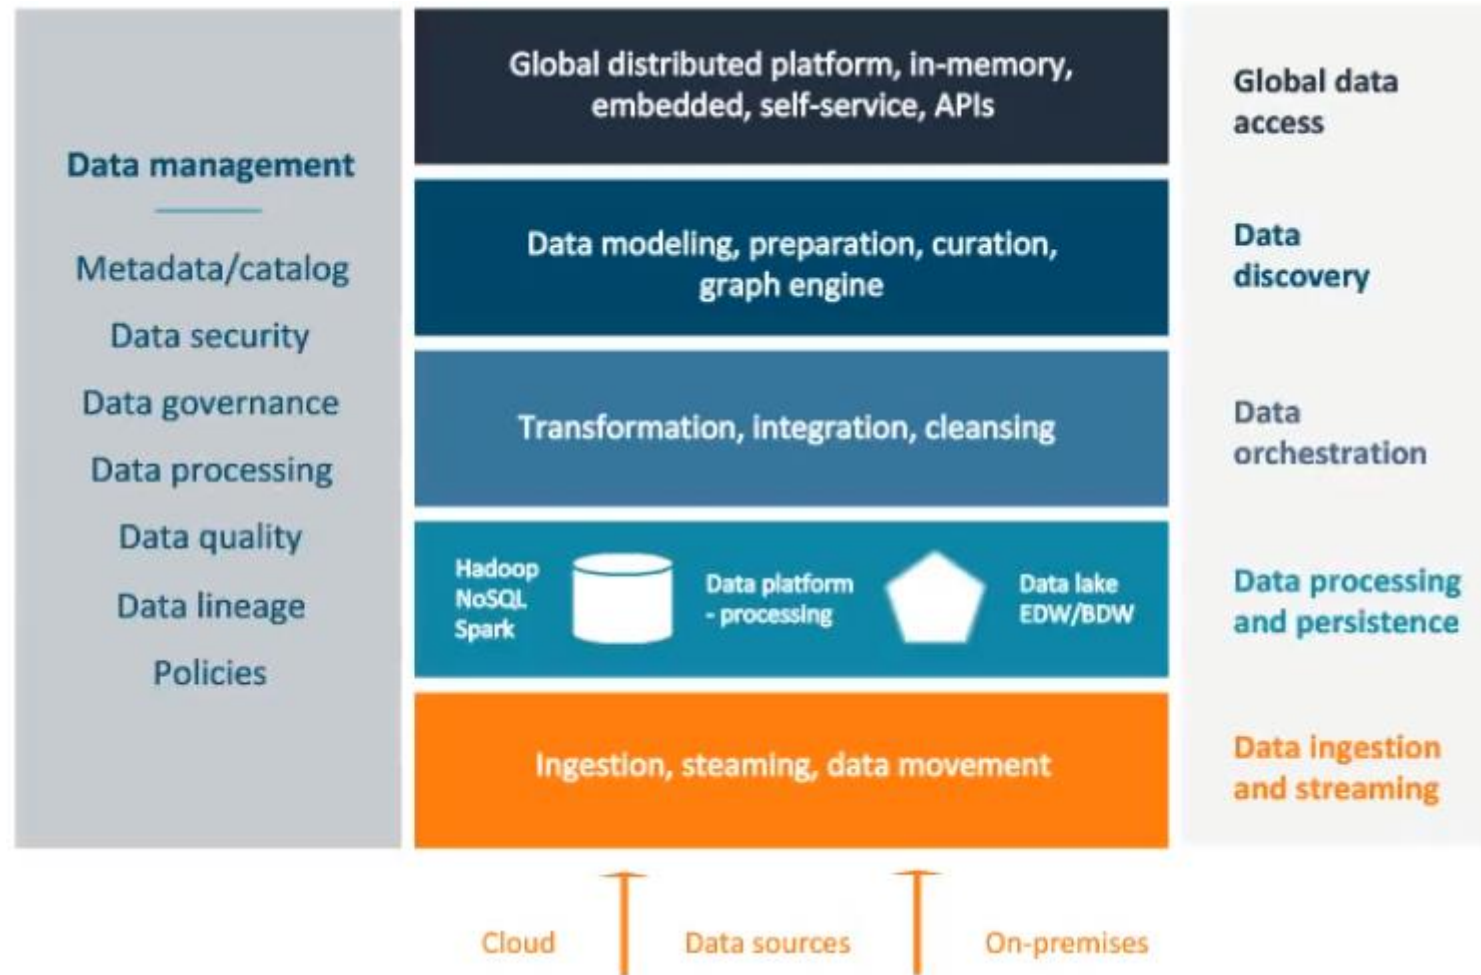 Data management
Metadata/catalog
Data security
Data governance
Data processing
Data quality
Data lineage
Policies
Global distributed platform, in-memory,
embedded, self-service, APIs
Global data
access
Data modeling, preparation, curation,
graph engine
Data
discovery
Transformation, integration, cleansing
Data
orchestration
Hadoop
NoSQL
Spark
Data platform
- processing
Data lake
EDW/BDW
Data processing
and persistence
Ingestion, steaming, data movement
Data ingestion
and streaming
Cloud
Data sources
On-premises